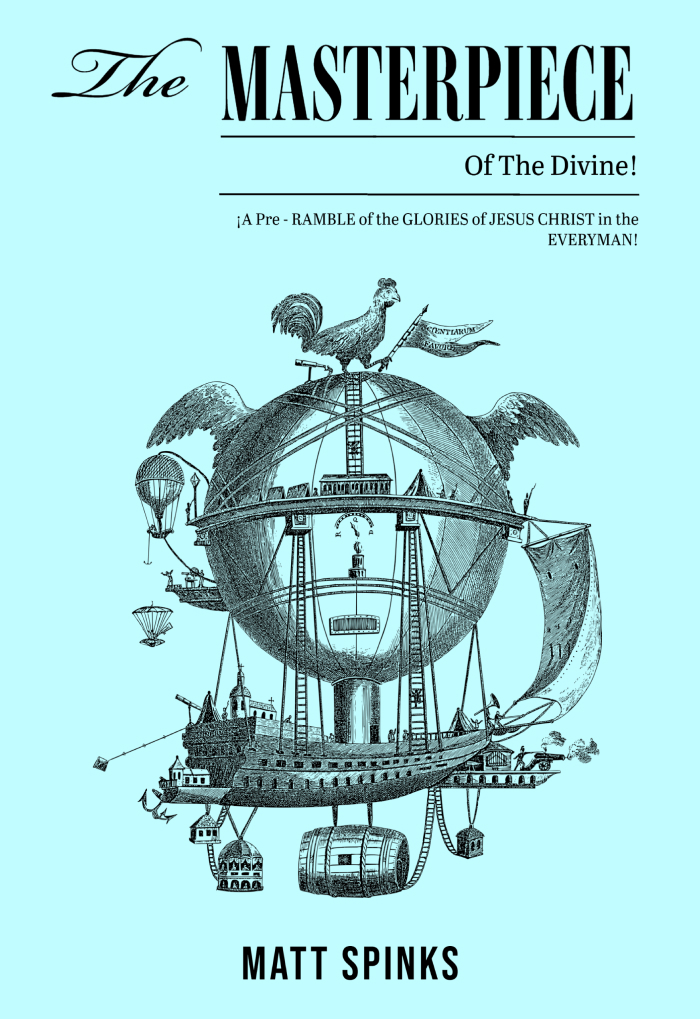 The MASTERPIECE
Of The Divine!
¡A Pre - RAMBLE of the GLORIES of JESUS CHRIST in the
EVERYMAN!
MATT SPINKS